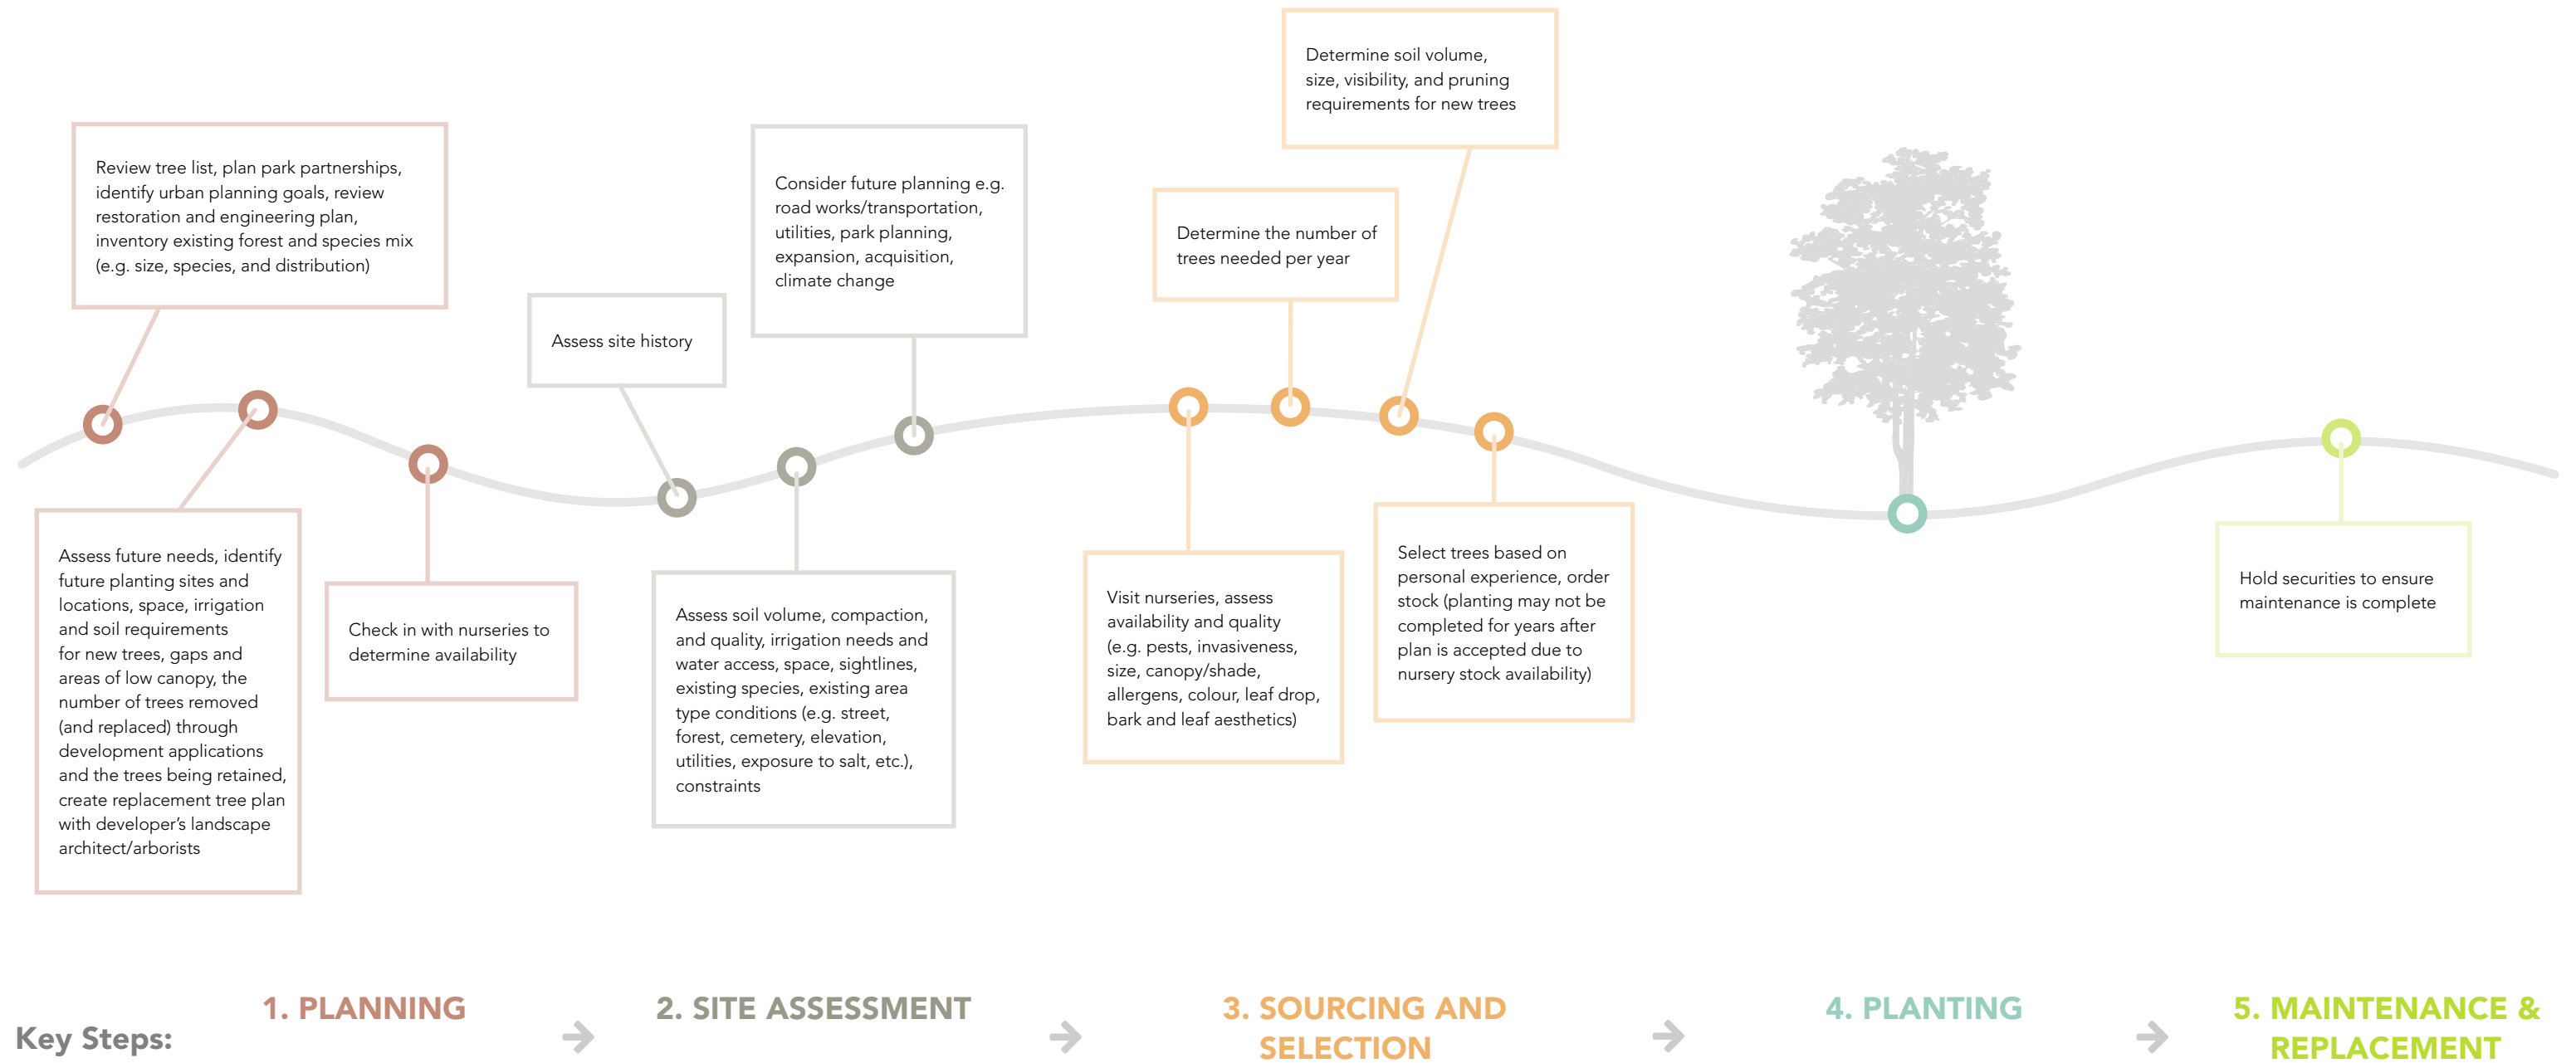 Review tree list, plan park partnerships,
identify urban planning goals, review
restoration and engineering plan,
inventory existing forest and species mix
(e.g. size, species, and distribution)
Assess future needs, identify
future planting sites and
locations, space, irrigation
and soil requirements
for new trees, gaps and
areas of low canopy, the
number of trees removed
(and replaced) through
development applications
and the trees being retained,
create replacement tree plan
with developer’s landscape
architect/arborists
Check in with nurseries to
determine availability
Assess site history
Assess soil volume, compaction,
and quality, irrigation needs and
water access, space, sightlines,
existing species, existing area
type conditions (e.g. street,
forest, cemetery, elevation,
utilities, exposure to salt, etc.),
constraints
Consider future planning e.g.
road works/transportation,
utilities, park planning,
expansion, acquisition,
climate change
Visit nurseries, assess
availability and quality
(e.g. pests, invasiveness,
size, canopy/shade,
allergens, colour, leaf drop,
bark and leaf aesthetics)
Determine the number of
trees needed per year
Determine soil volume,
size, visibility, and pruning
requirements for new trees
Select trees based on
personal experience, order
stock (planting may not be
completed for years after
plan is accepted due to
nursery stock availability)
Hold securities to ensure
maintenance is complete
Key Steps:
1. PLANNING
2. SITE ASSESSMENT
3. SOURCING AND
SELECTION
4. PLANTING
5. MAINTENANCE &
REPLACEMENT